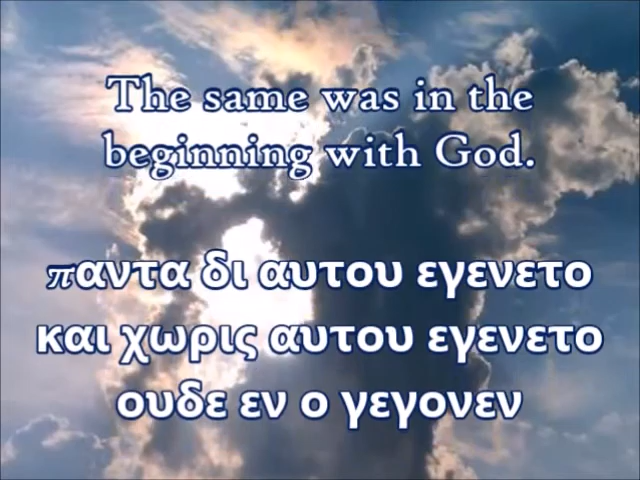 The same was in the
beginning with God.
παντα δι αυτου εγενετο
και χωρις αυτου εγενετο
ουδε εν ο γεγονεν